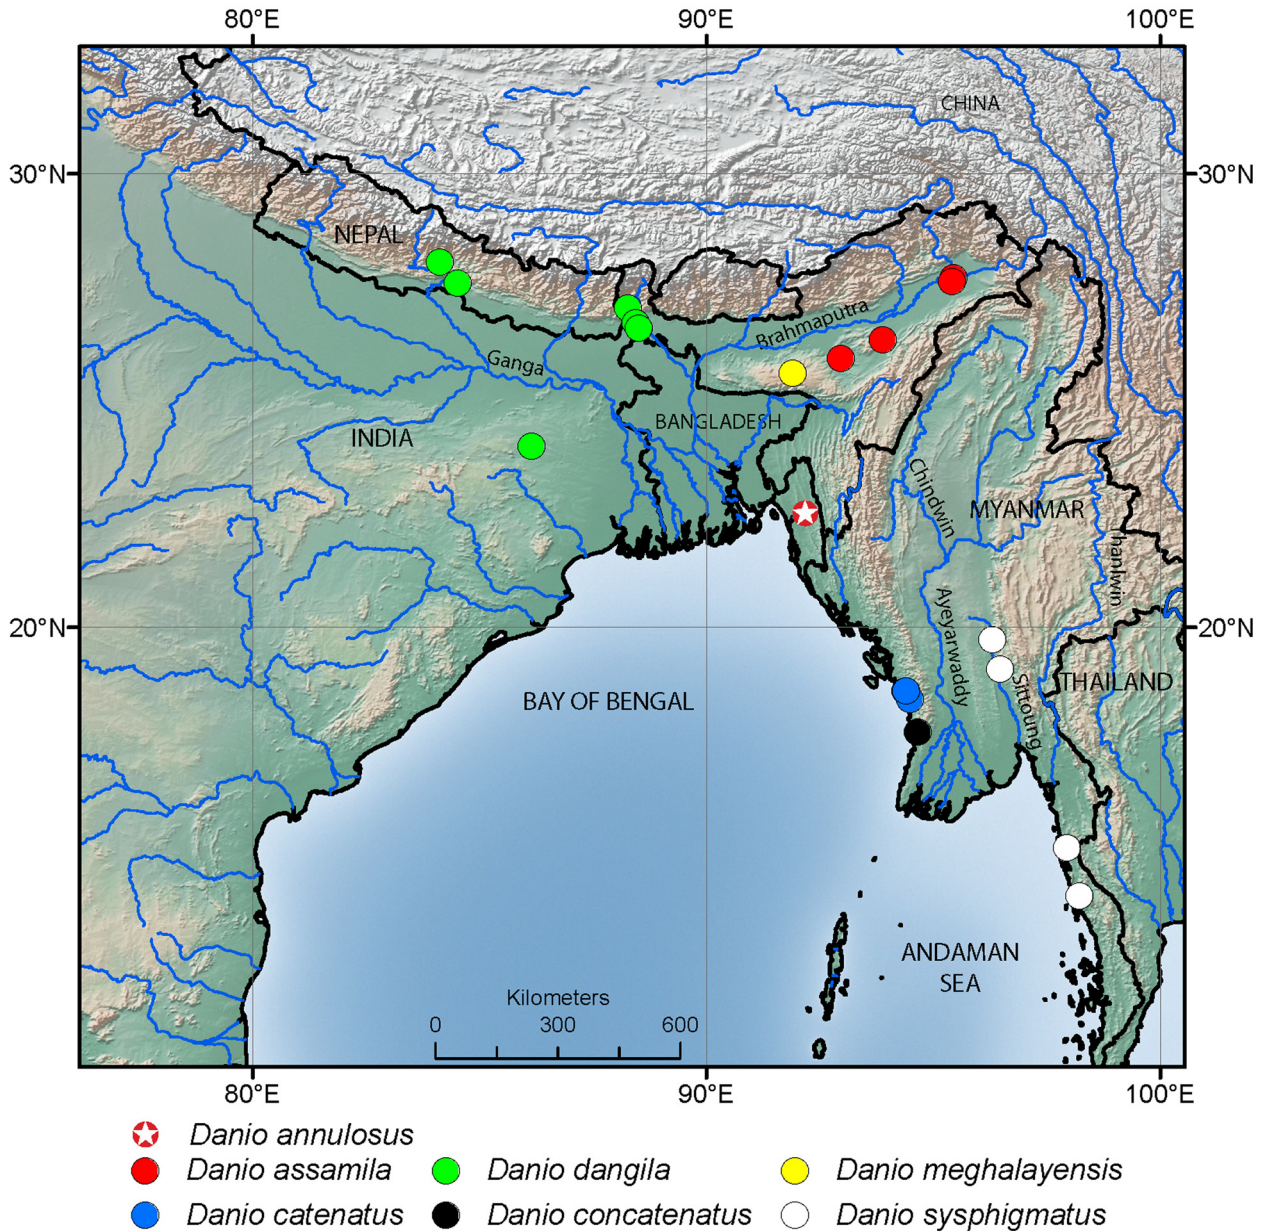 80°E 90°E 100°E
CHINA
30°N 30°N
NEPAL
Brahmaputra
Ganga
BANGLADESH
INDIA
Chindwin
MYANMAR
hanlwin
Ayeyarwaddy
20°N 20°N
Sittoung
THAILAND
BAY OF BENGAL
ANDAMAN
SEA
Kilometers
0 300 600
80°E 90°E 100°E
Danio annulosus
Danio assamila Danio dangila Danio meghalayensis
Danio catenatus Danio concatenatus Danio sysphigmatus